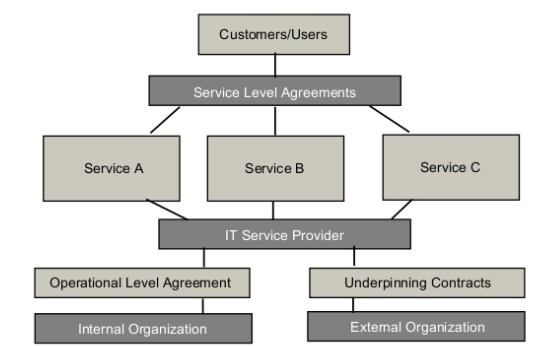 Customers/Users
Service Level Agreements
Service A
Service B
Service C
IT Service Provider
Operational Level Agreement
Underpinning Contracts
Internal Organization
External Organization